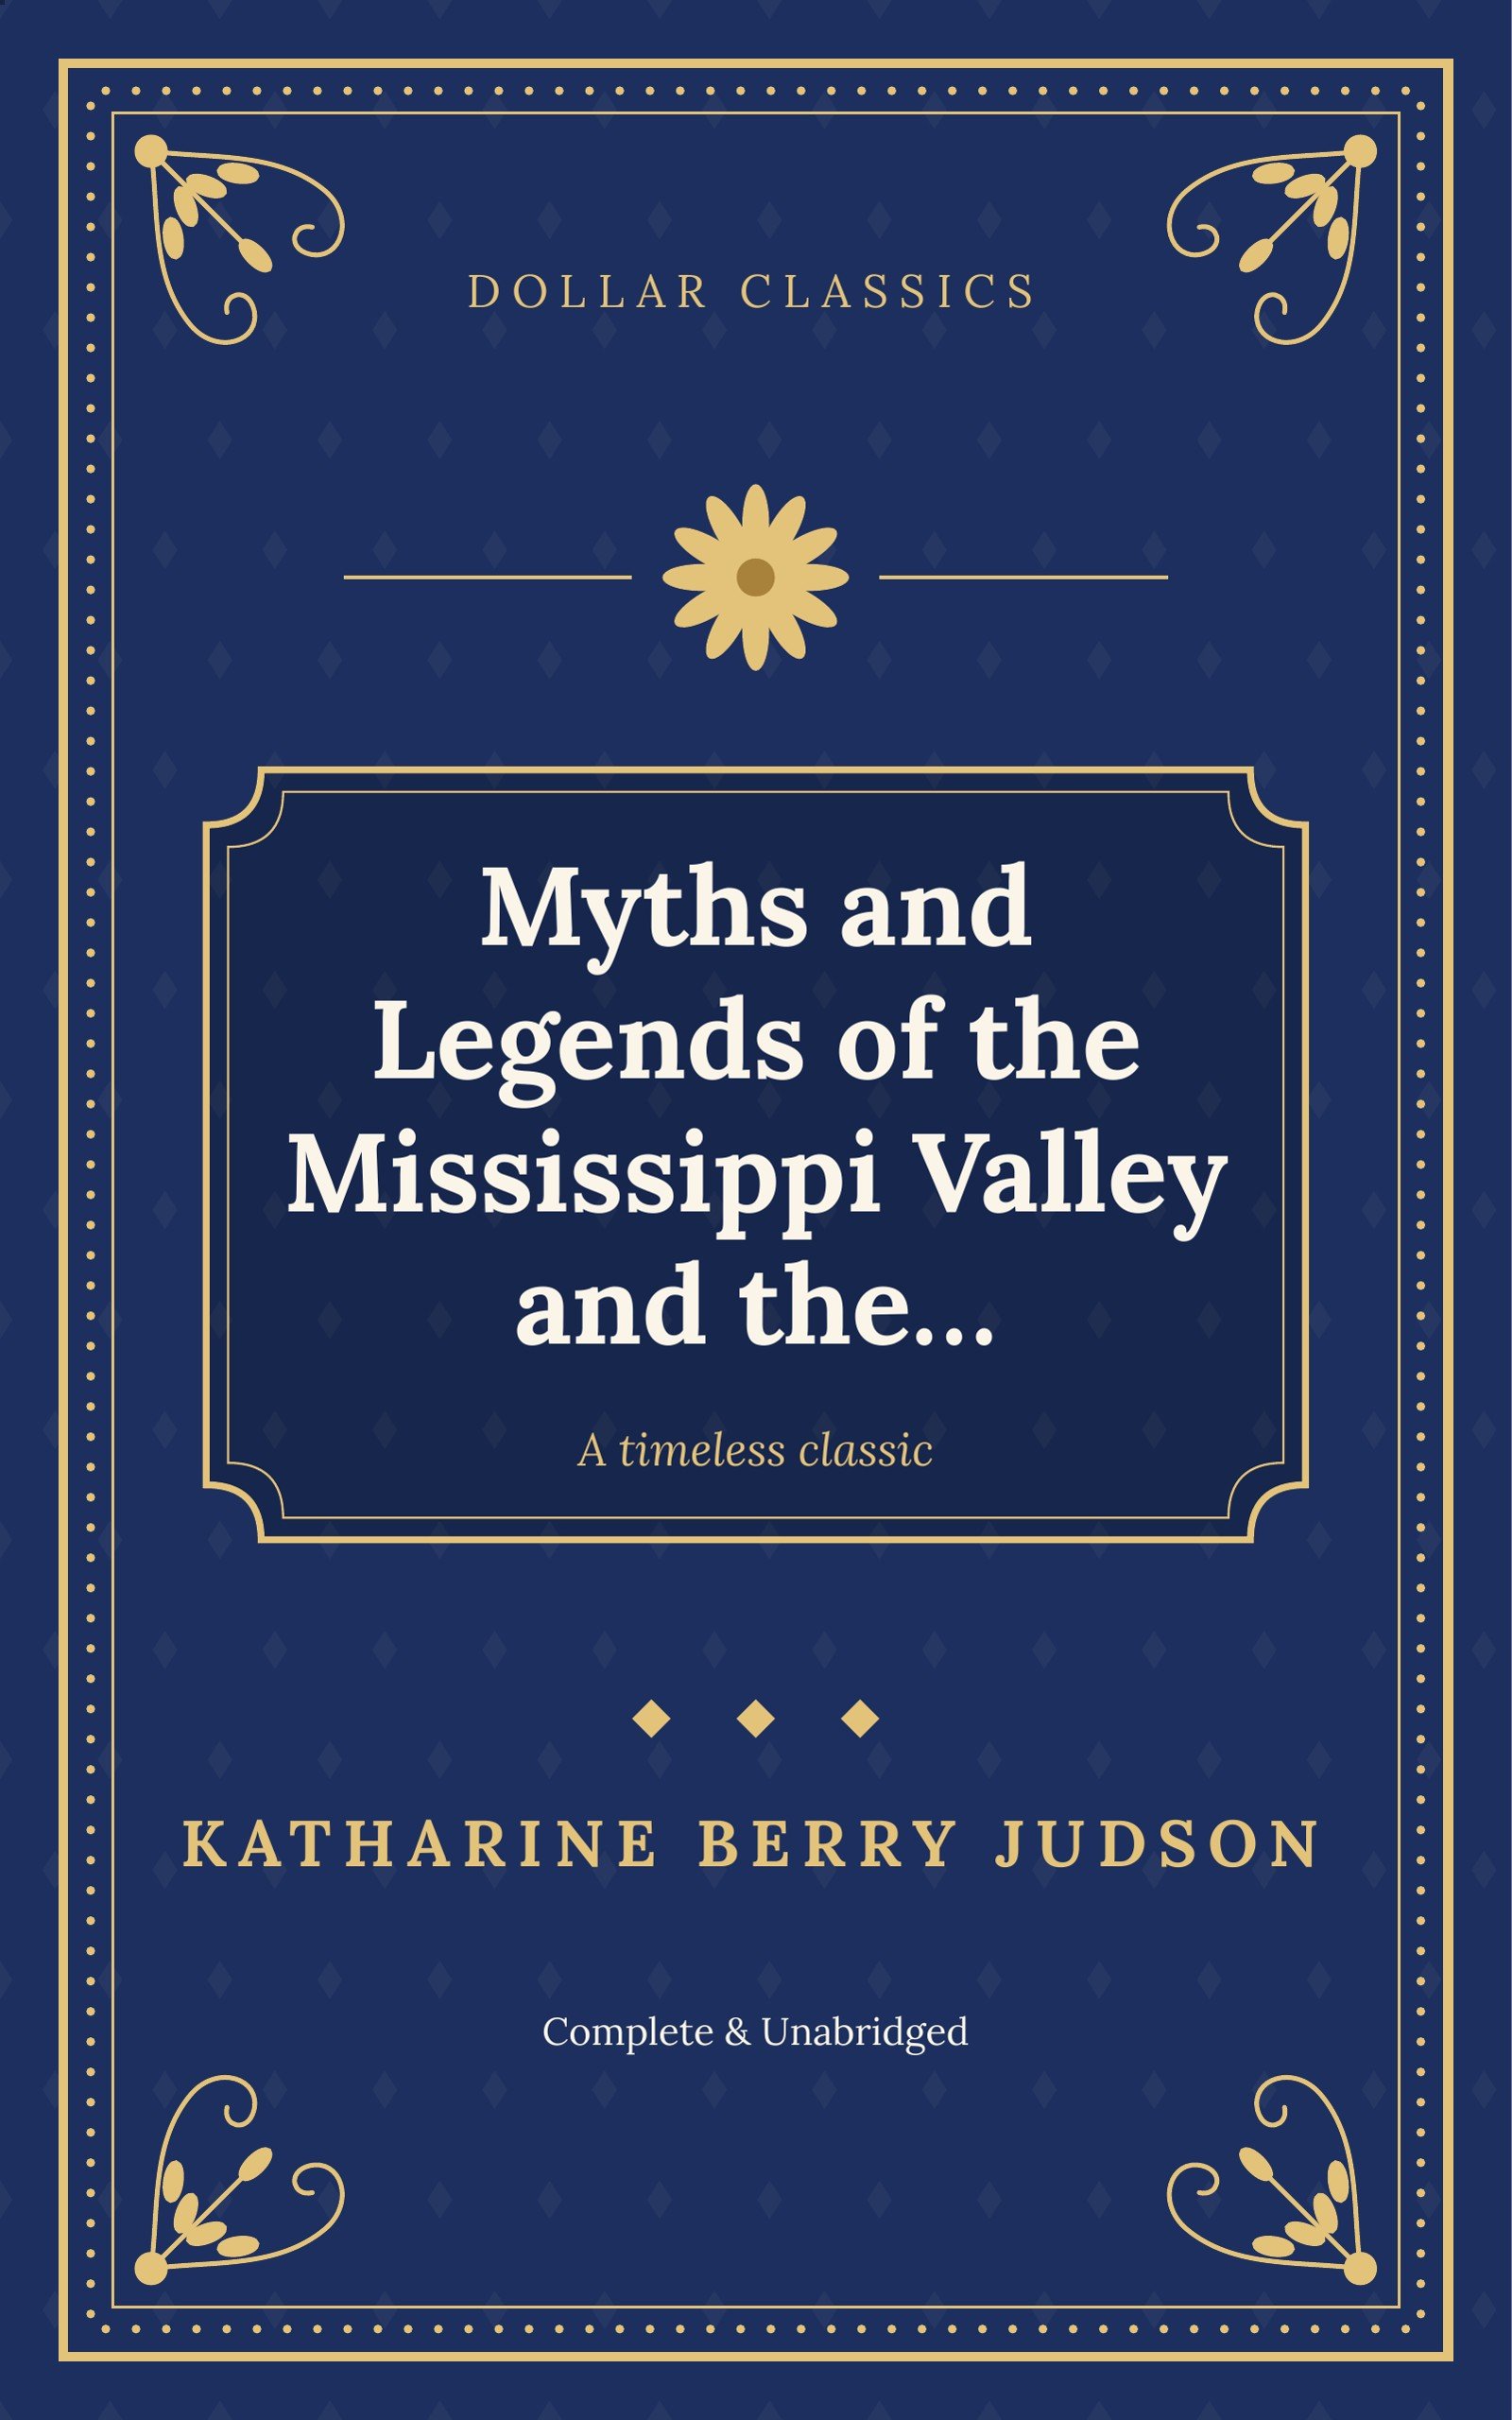 DOLLAR CLASSICS
Myths and
Legends of the
Mississippi Valley
and the...
A timeless classic
KATHARINE BERRY JUDSON
Complete & Unabridged